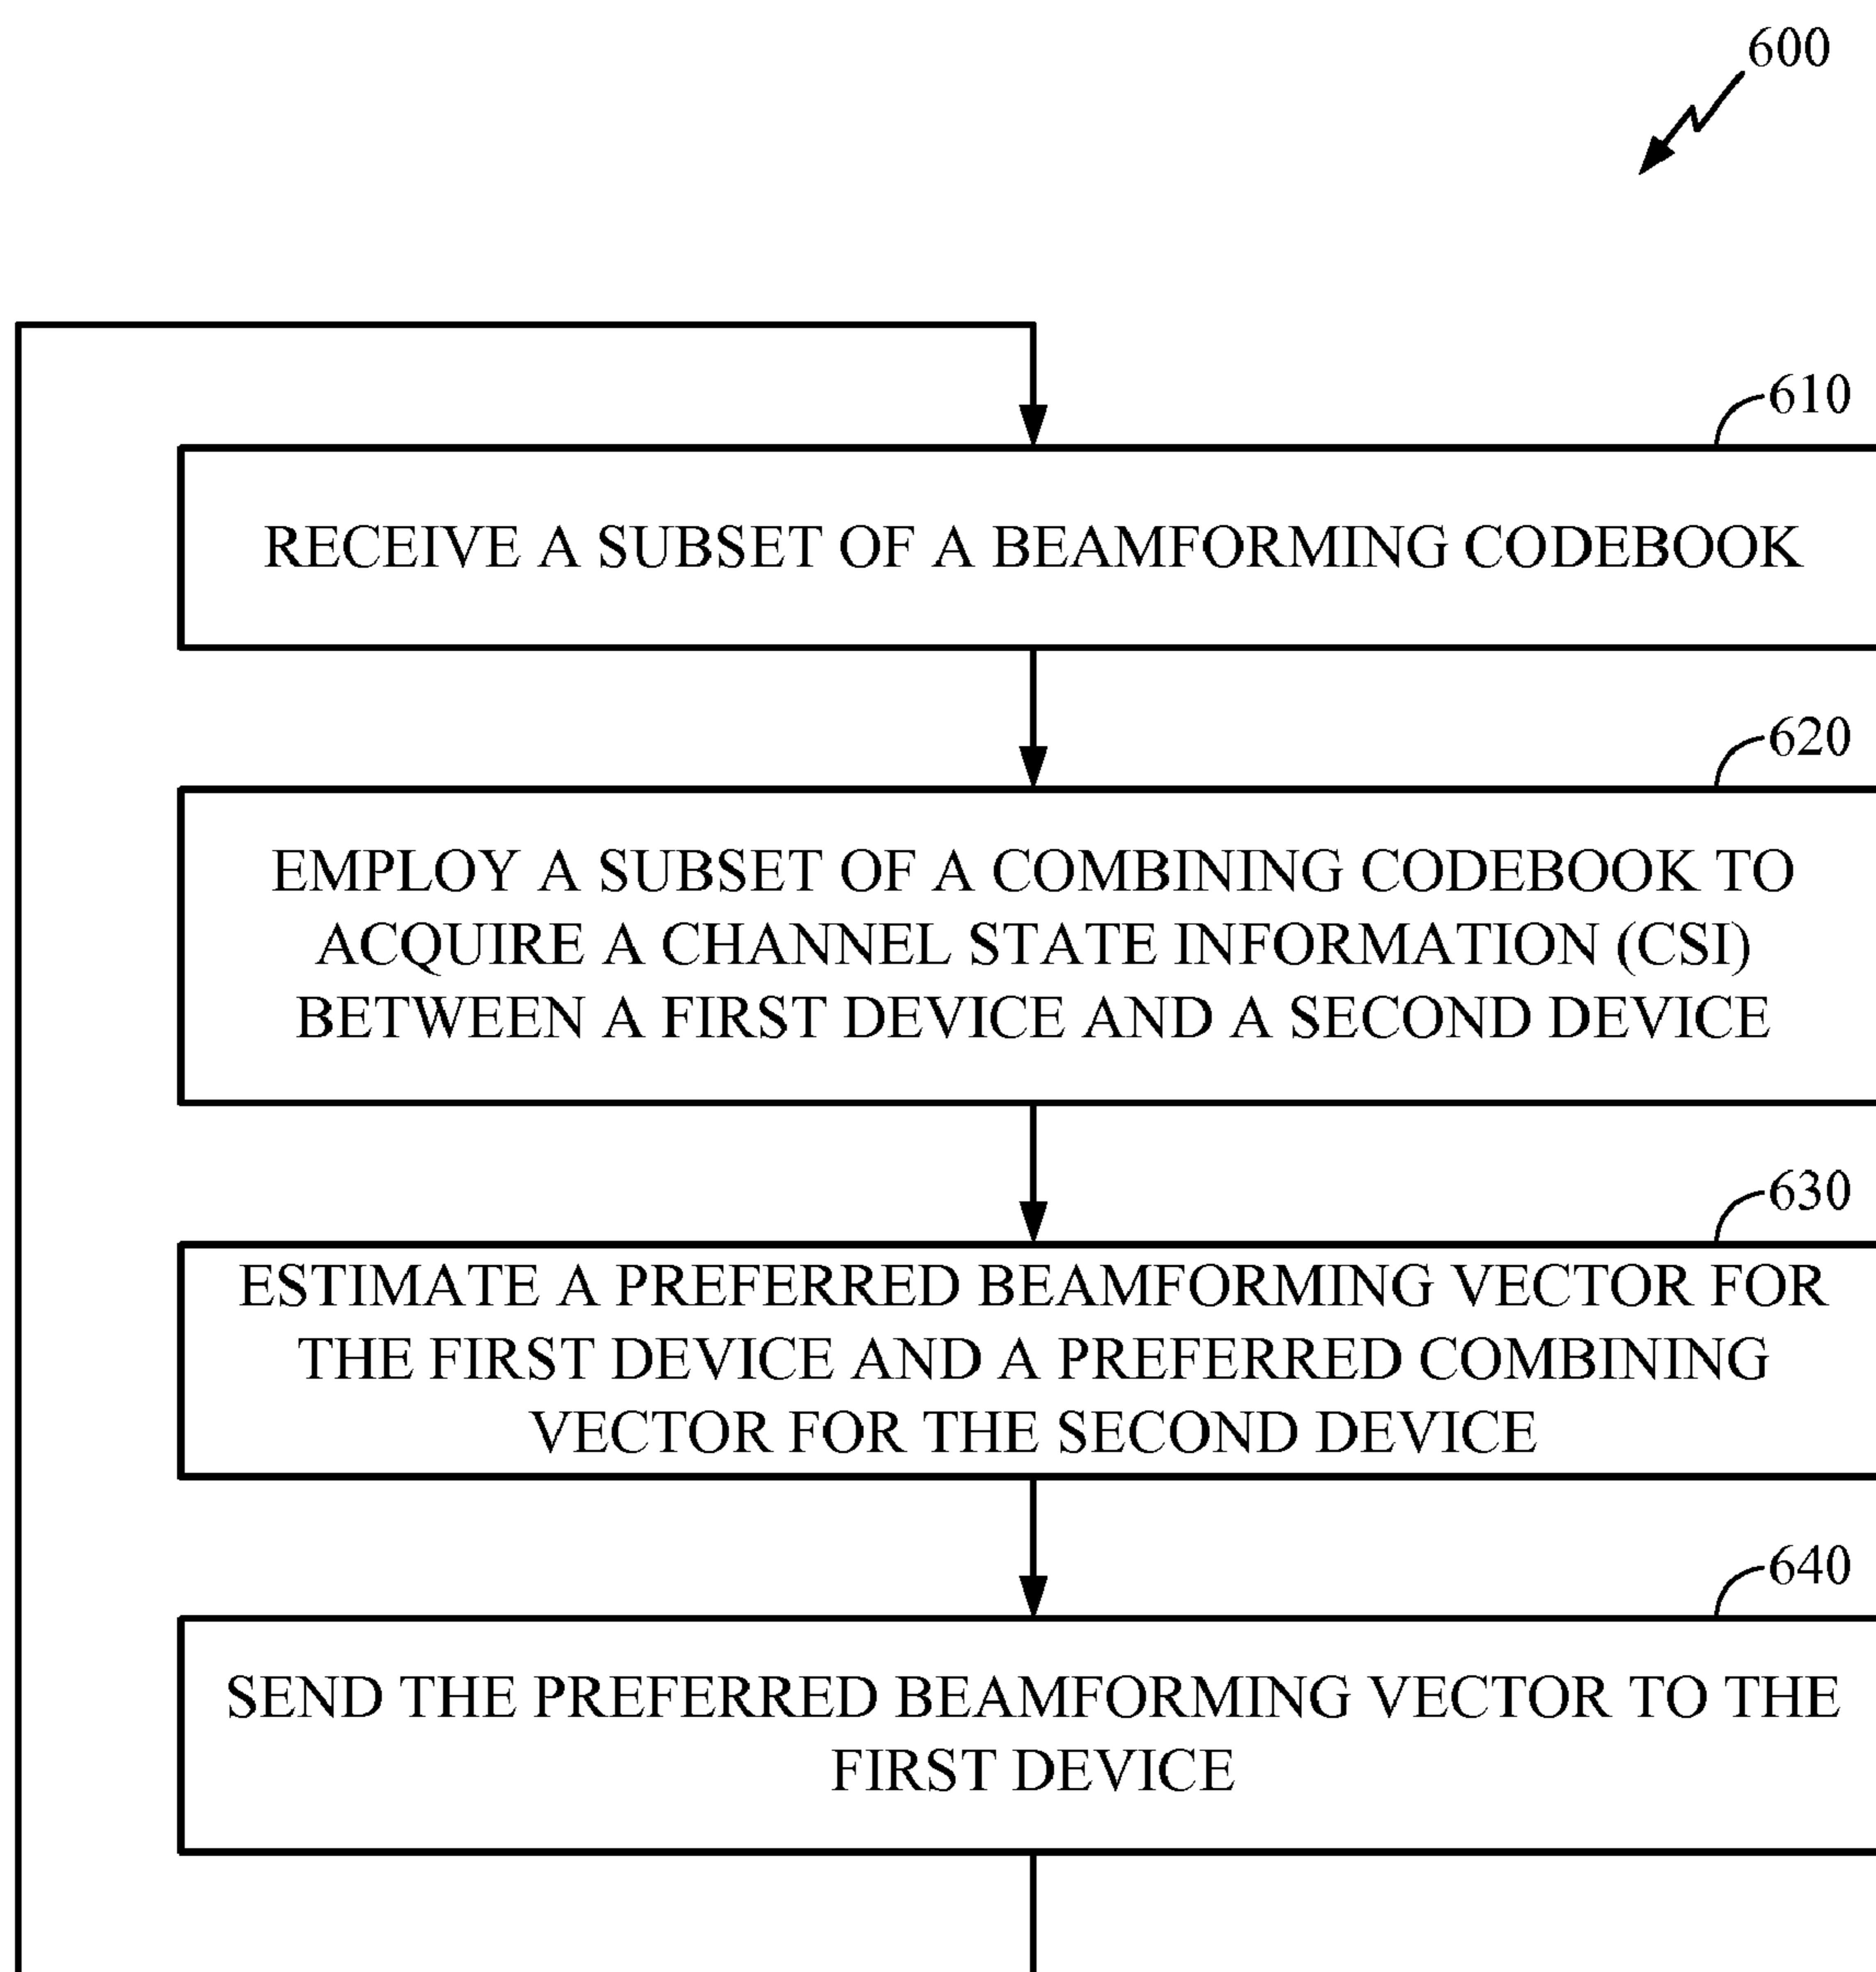 600
610
RECEIVE A SUBSET OF A BEAMFORMING CODEBOOK
620
EMPLOY A SUBSET OF A COMBINING CODEBOOK TO
ACQUIRE A CHANNEL STATE INFORMATION (CSI)
BETWEEN A FIRST DEVICE AND A SECOND DEVICE
630
ESTIMATE A PREFERRED BEAMFORMING VECTOR FOR
THE FIRST DEVICE AND A PREFERRED COMBINING
VECTOR FOR THE SECOND DEVICE
640
SEND THE PREFERRED BEAMFORMING VECTOR TO THE
FIRST DEVICE